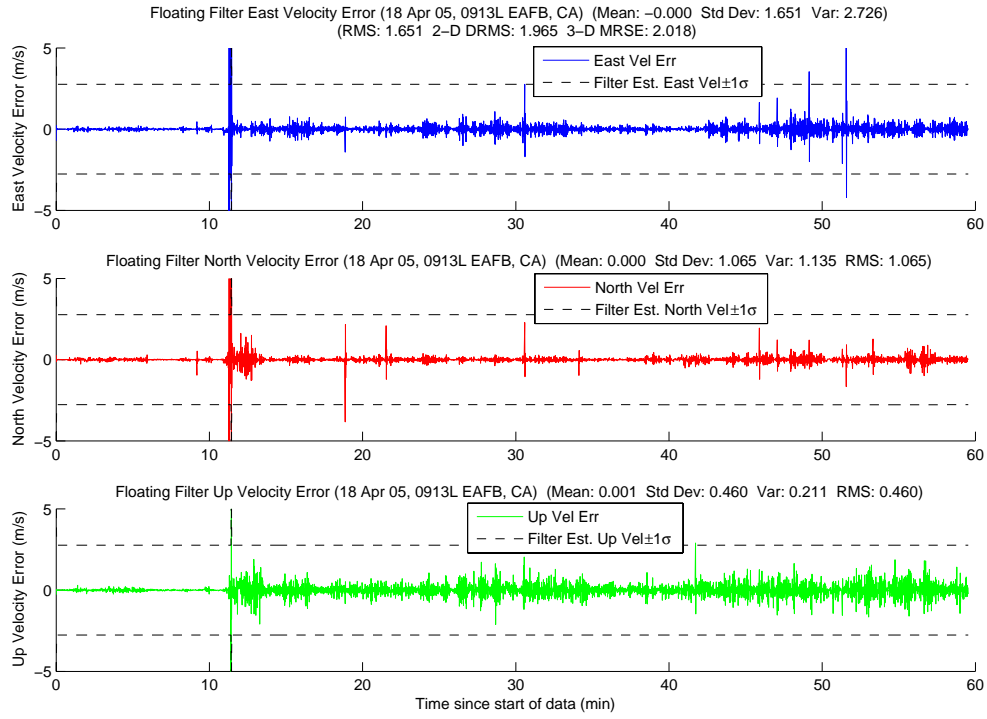 Floating Filter East Velocity Error (18 Apr 05, 0913L EAFB, CA)  (Mean: −0.000  Std Dev: 1.651  Var: 2.726)
(RMS: 1.651  2−D DRMS: 1.965  3−D MRSE: 2.018)
East Velocity Error (m/s)
5
0
−5
East Vel Err
Filter Est. East Vel±1σ
0 10 20 30 40 50 60
Floating Filter North Velocity Error (18 Apr 05, 0913L EAFB, CA)  (Mean: 0.000  Std Dev: 1.065  Var: 1.135  RMS: 1.065)
North Velocity Error (m/s)
5
0
−5
North Vel Err
Filter Est. North Vel±1σ
0 10 20 30 40 50 60
Floating Filter Up Velocity Error (18 Apr 05, 0913L EAFB, CA)  (Mean: 0.001  Std Dev: 0.460  Var: 0.211  RMS: 0.460)
Up Velocity Error (m/s)
5
0
−5
Up Vel Err
Filter Est. Up Vel±1σ
0 10 20 30 40 50 60
Time since start of data (min)